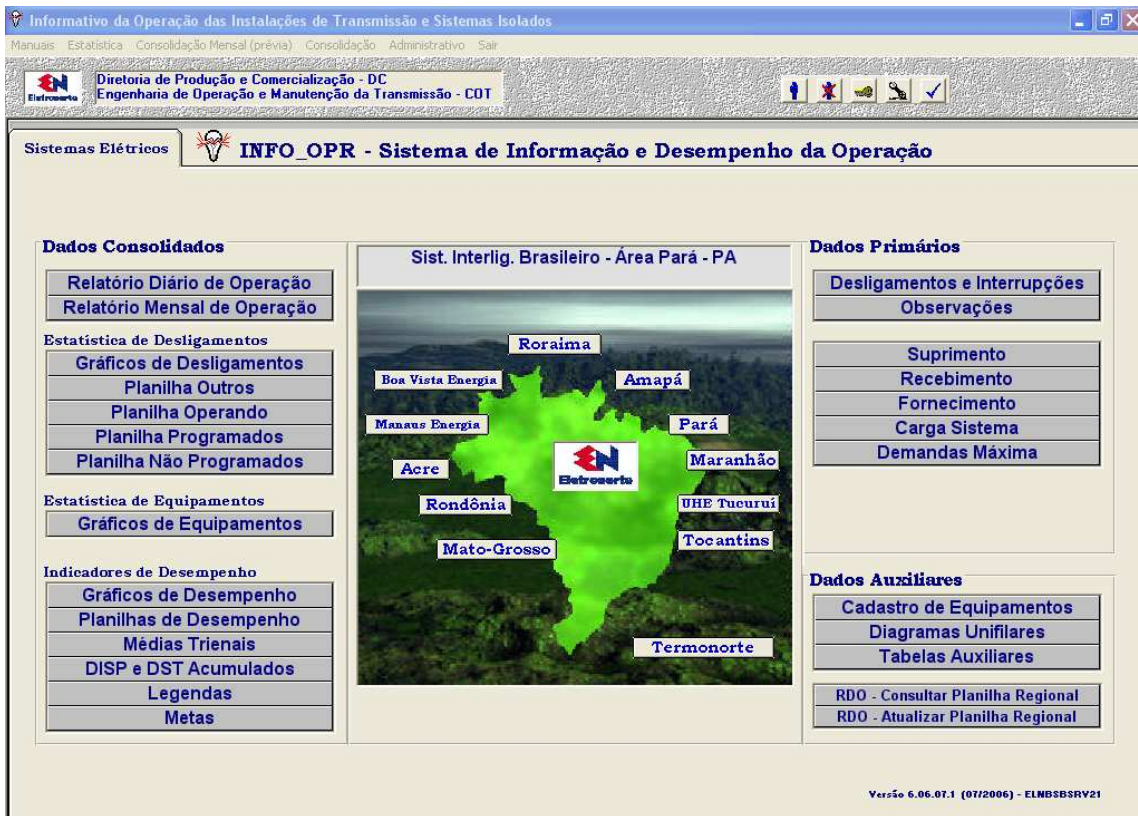 Informativo da Operação das Instalações de Transmissão e Sistemas Isolados
Manuais Estatística Consolidação Mensal (prévia) Consolidação Administrativo Sair
Eletronorte
Diretoria de Produção e Comercialização - DC
Engenharia de Operação e Manutenção da Transmissão - COT
Sistemas Elétricos
INFO_OPR - Sistema de Informação e Desempenho da Operação
Dados Consolidados
Relatório Diário de Operação
Relatório Mensal de Operação
Estatística de Desligamentos
Gráficos de Desligamentos
Planilha Outros
Planilha Operando
Planilha Programados
Planilha Não Programados
Estatística de Equipamentos
Gráficos de Equipamentos
Indicadores de Desempenho
Gráficos de Desempenho
Planilhas de Desempenho
Médias Trienais
DISP e DST Acumulados
Legendas
Metas
Sist. Interlig. Brasileiro - Área Pará - PA
Roraima
Boa Vista Energia
Amapá
Manaus Energia
Pará
Maranhão
Acre
Eletronorte
Rondônia
UHE Tucuruí
Tocantins
Mato-Grosso
Termonorte
Dados Primários
Desligamentos e Interrupções
Observações
Suprimento
Recebimento
Fornecimento
Carga Sistema
Demandas Máxima
Dados Auxiliares
Cadastro de Equipamentos
Diagramas Unifilares
Tabelas Auxiliares
RDO - Consultar Planilha Regional
RDO - Atualizar Planilha Regional
Versão 6.06.07.1 (07/2006) - ELNBSBSRV21